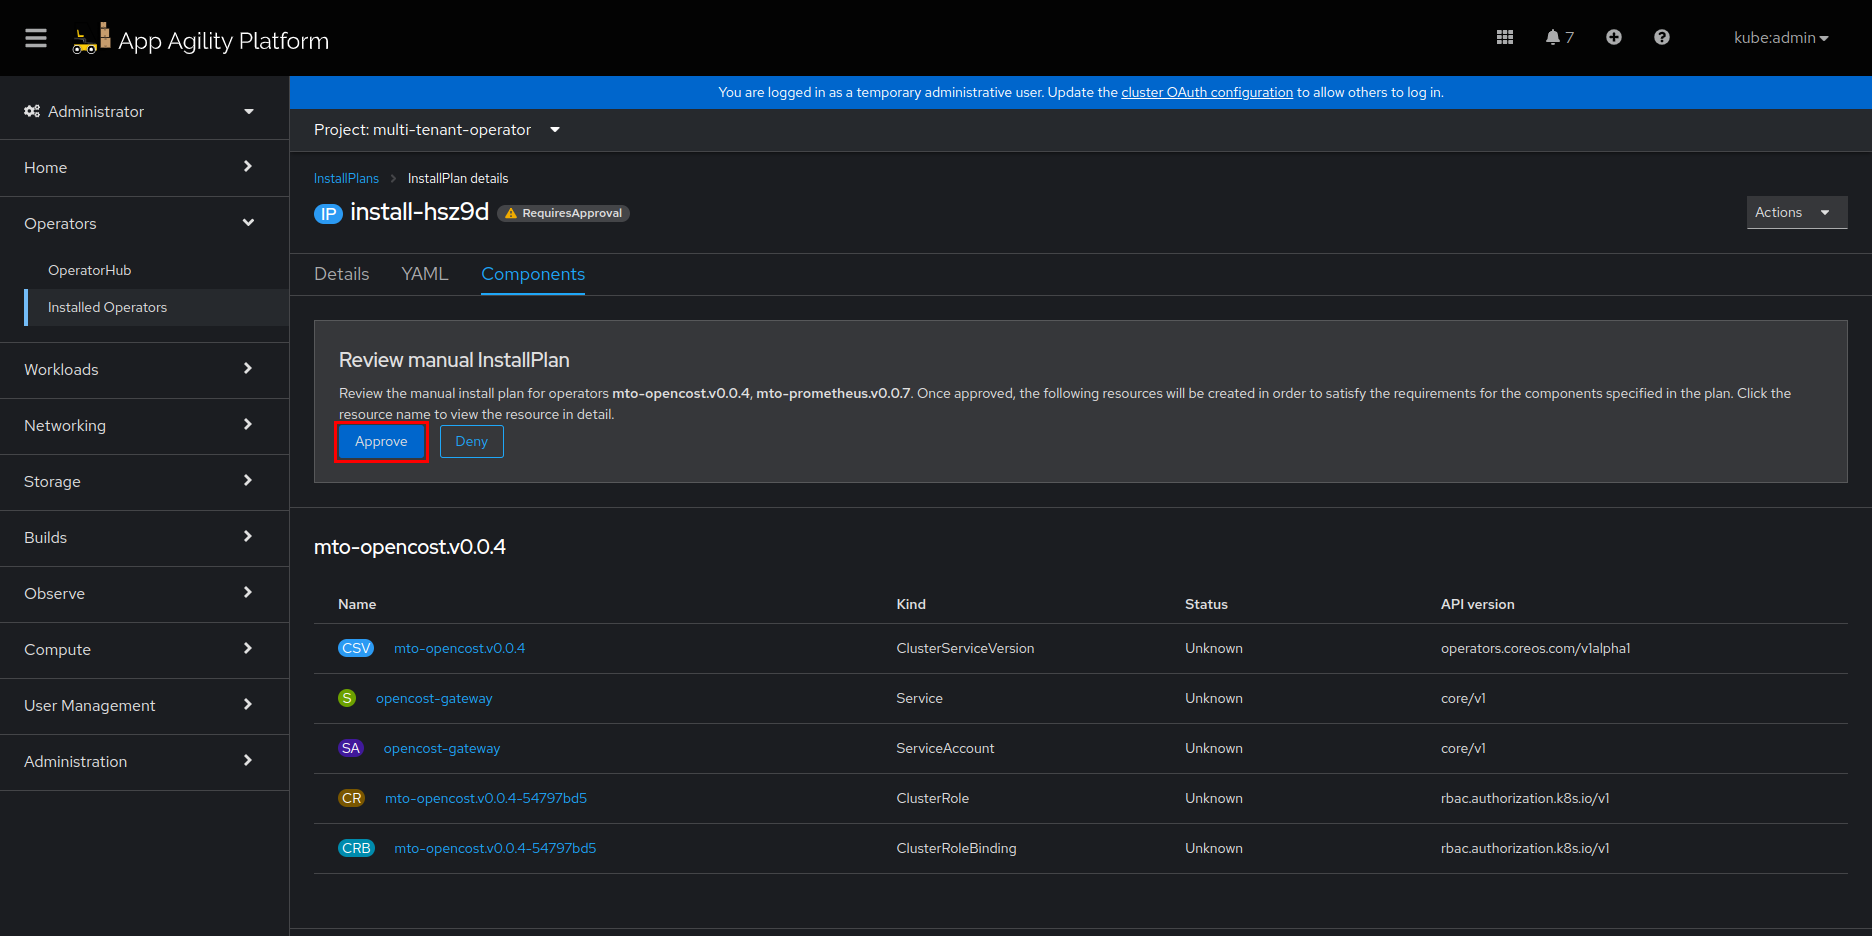 App Agility Platform
7
kube:admin
Administrator
Home
Operators
OperatorHub
Installed Operators
Workloads
Networking
Storage
Builds
Observe
Compute
User Management
Administration
You are logged in as a temporary administrative user. Update the cluster OAuth configuration to allow others to log in.
Project: multi-tenant-operator
InstallPlans InstallPlan details
IP install-hsz9d RequiresApproval
Actions
Details YAML Components
Review manual InstallPlan
Review the manual install plan for operators mto-opencost.v0.0.4, mto-prometheus.v0.0.7. Once approved, the following resources will be created in order to satisfy the requirements for the components specified in the plan. Click the
resource name to view the resource in detail.
Approve Deny
mto-opencost.v0.0.4
Name Kind Status API version
CSV mto-opencost.v0.0.4 ClusterServiceVersion Unknown operators.coreos.com/v1alpha1
S opencost-gateway Service Unknown core/v1
SA opencost-gateway ServiceAccount Unknown core/v1
CR mto-opencost.v0.0.4-54797bd5 ClusterRole Unknown rbac.authorization.k8s.io/v1
CRB mto-opencost.v0.0.4-54797bd5 ClusterRoleBinding Unknown rbac.authorization.k8s.io/v1